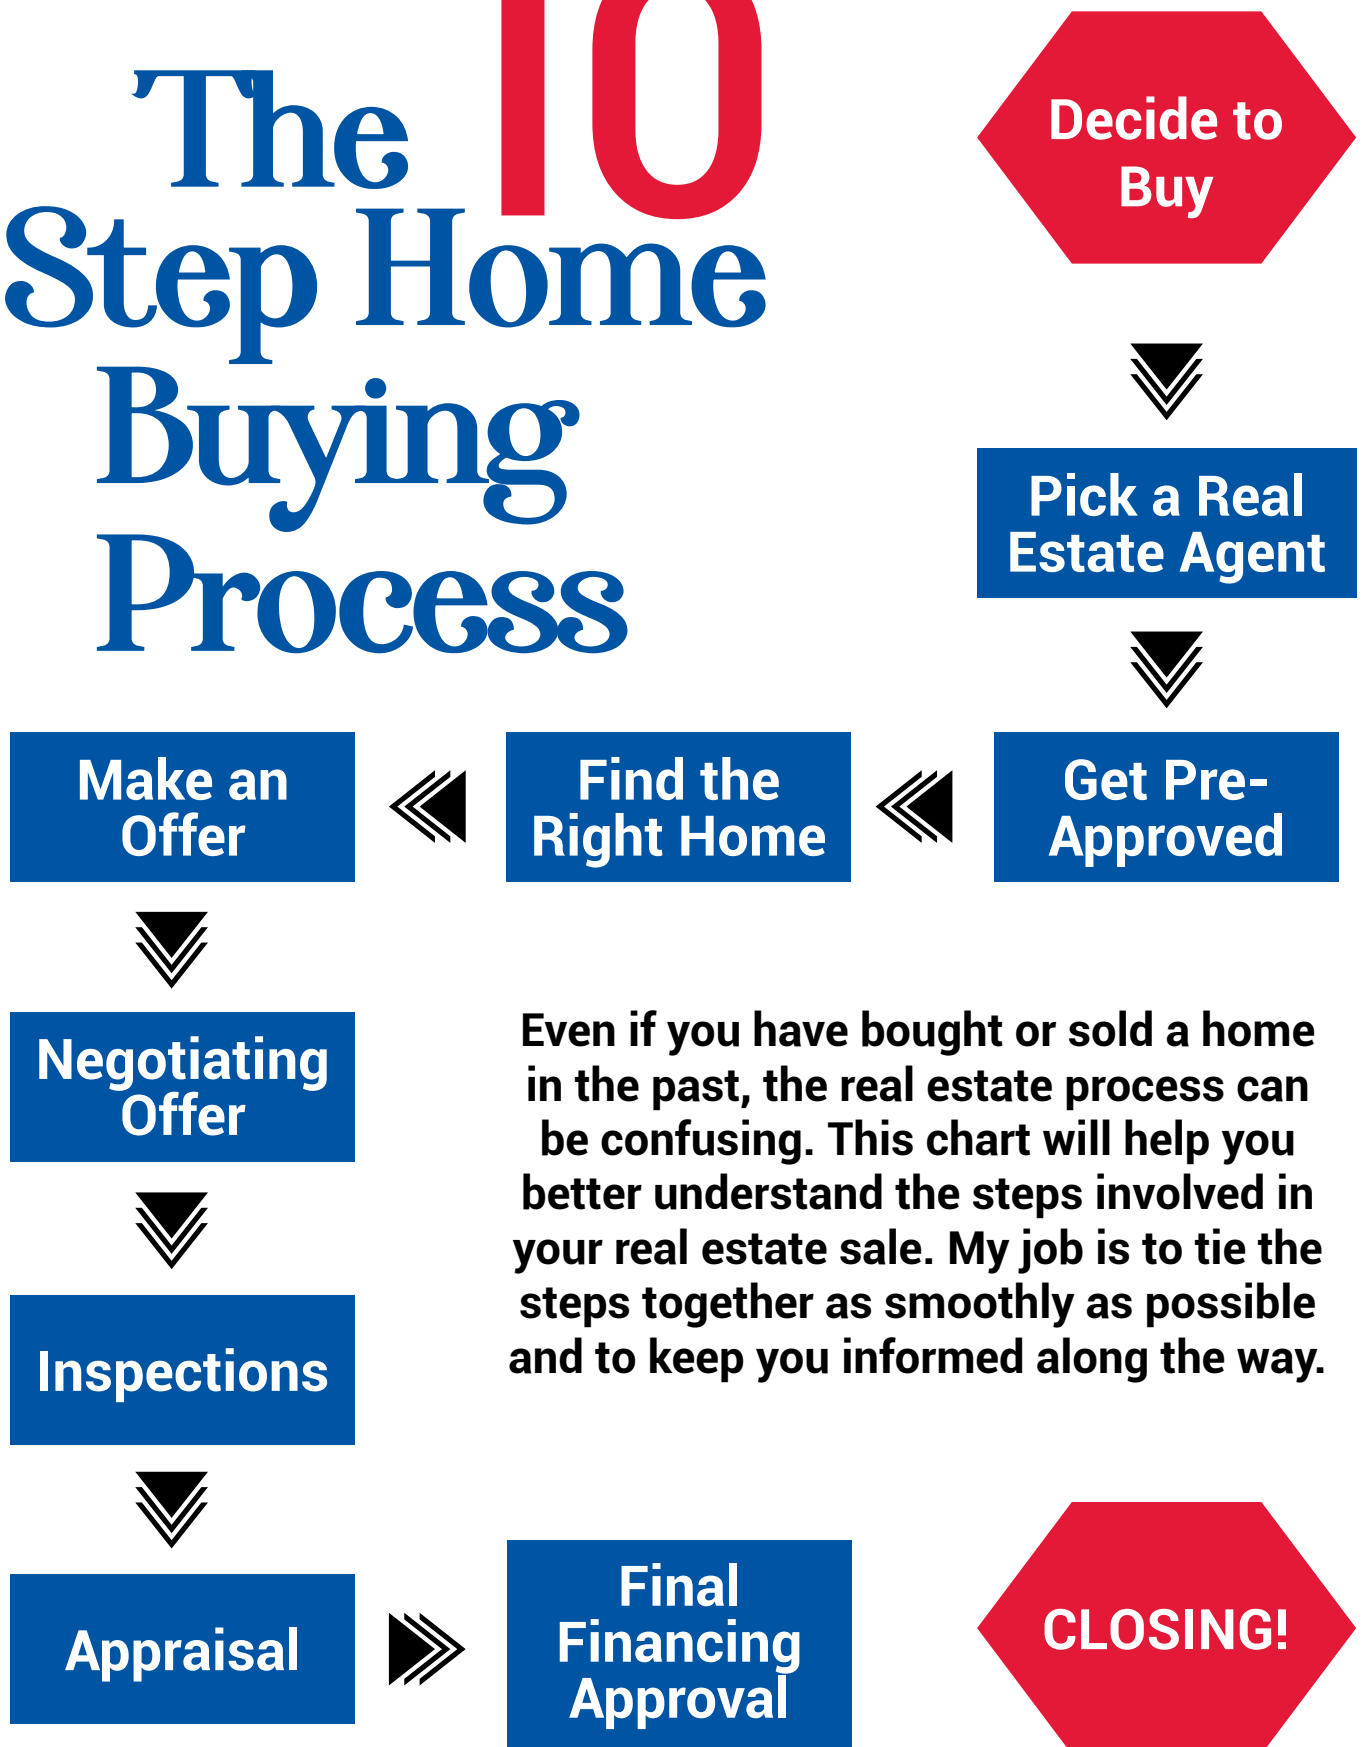 The 10
Step Home
Buying
Process
Decide to
Buy
Pick a Real
Estate Agent
Get Pre-
Approved
Find the
Right Home
Make an
Offer
Negotiating
Offer
Inspections
Appraisal
Final
Financing
Approval
CLOSING!
Even if you have bought or sold a home
in the past, the real estate process can
be confusing. This chart will help you
better understand the steps involved in
your real estate sale. My job is to tie the
steps together as smoothly as possible
and to keep you informed along the way.